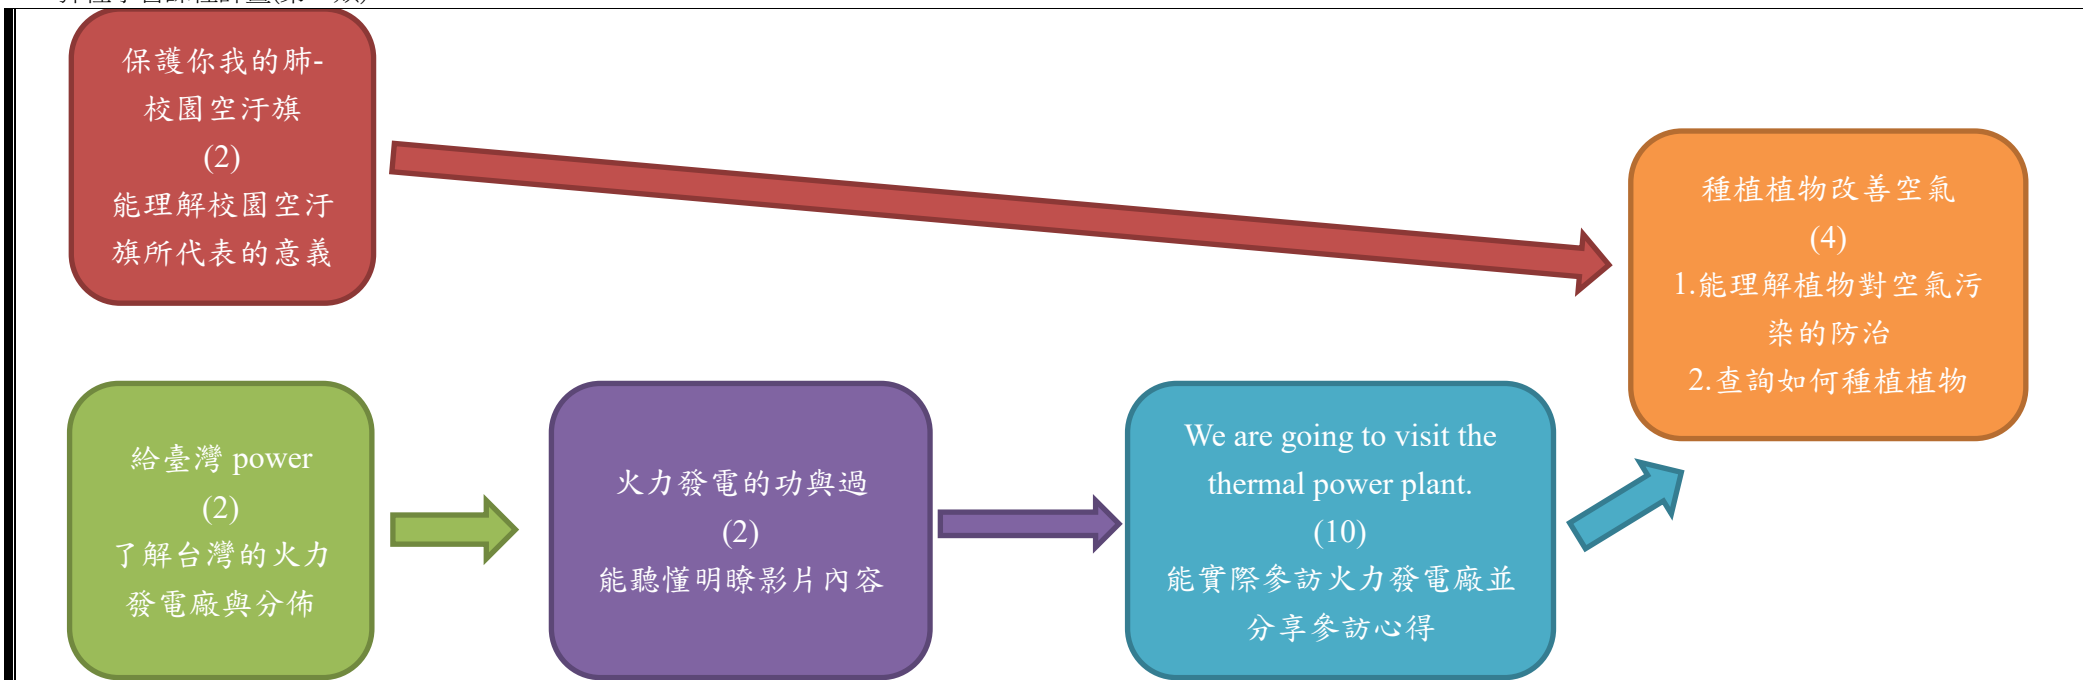 保護你我的肺-
校園空汙旗
(2)
能理解校園空汙
旗所代表的意義
種植植物改善空氣
(4)
1.能理解植物對空氣污
染的防治
2.查詢如何種植植物
給臺灣 power
(2)
了解台灣的火力
發電廠與分佈
火力發電的功與過
(2)
能聽懂明瞭影片內容
We are going to visit the
thermal power plant.
(10)
能實際參訪火力發電廠並
分享參訪心得